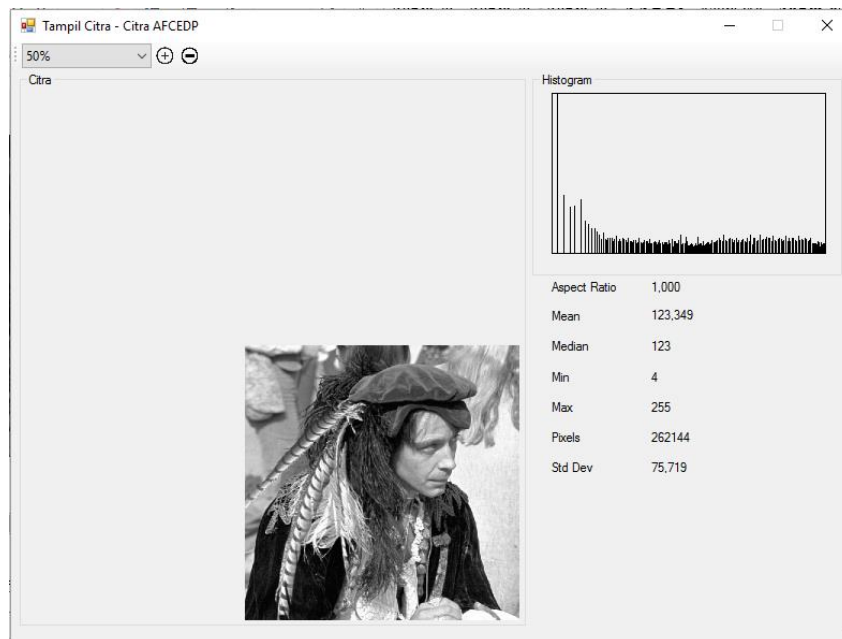 Tampil Citra - Citra AFCEDP
50%
Citra
Histogram
Aspect Ratio 1,000
Mean 123,349
Median 123
Min 4
Max 255
Pixels 262144
Std Dev 75,719